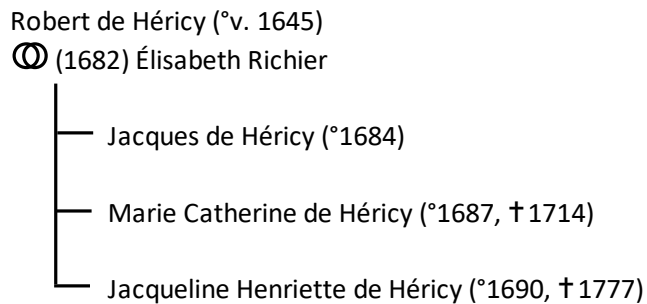 Robert de Héricy (°v. 1645)
Ⓞ (1682) Élisabeth Richier
Jacques de Héricy (°1684)
Marie Catherine de Héricy (°1687, †1714)
Jacqueline Henriette de Héricy (°1690, †1777)